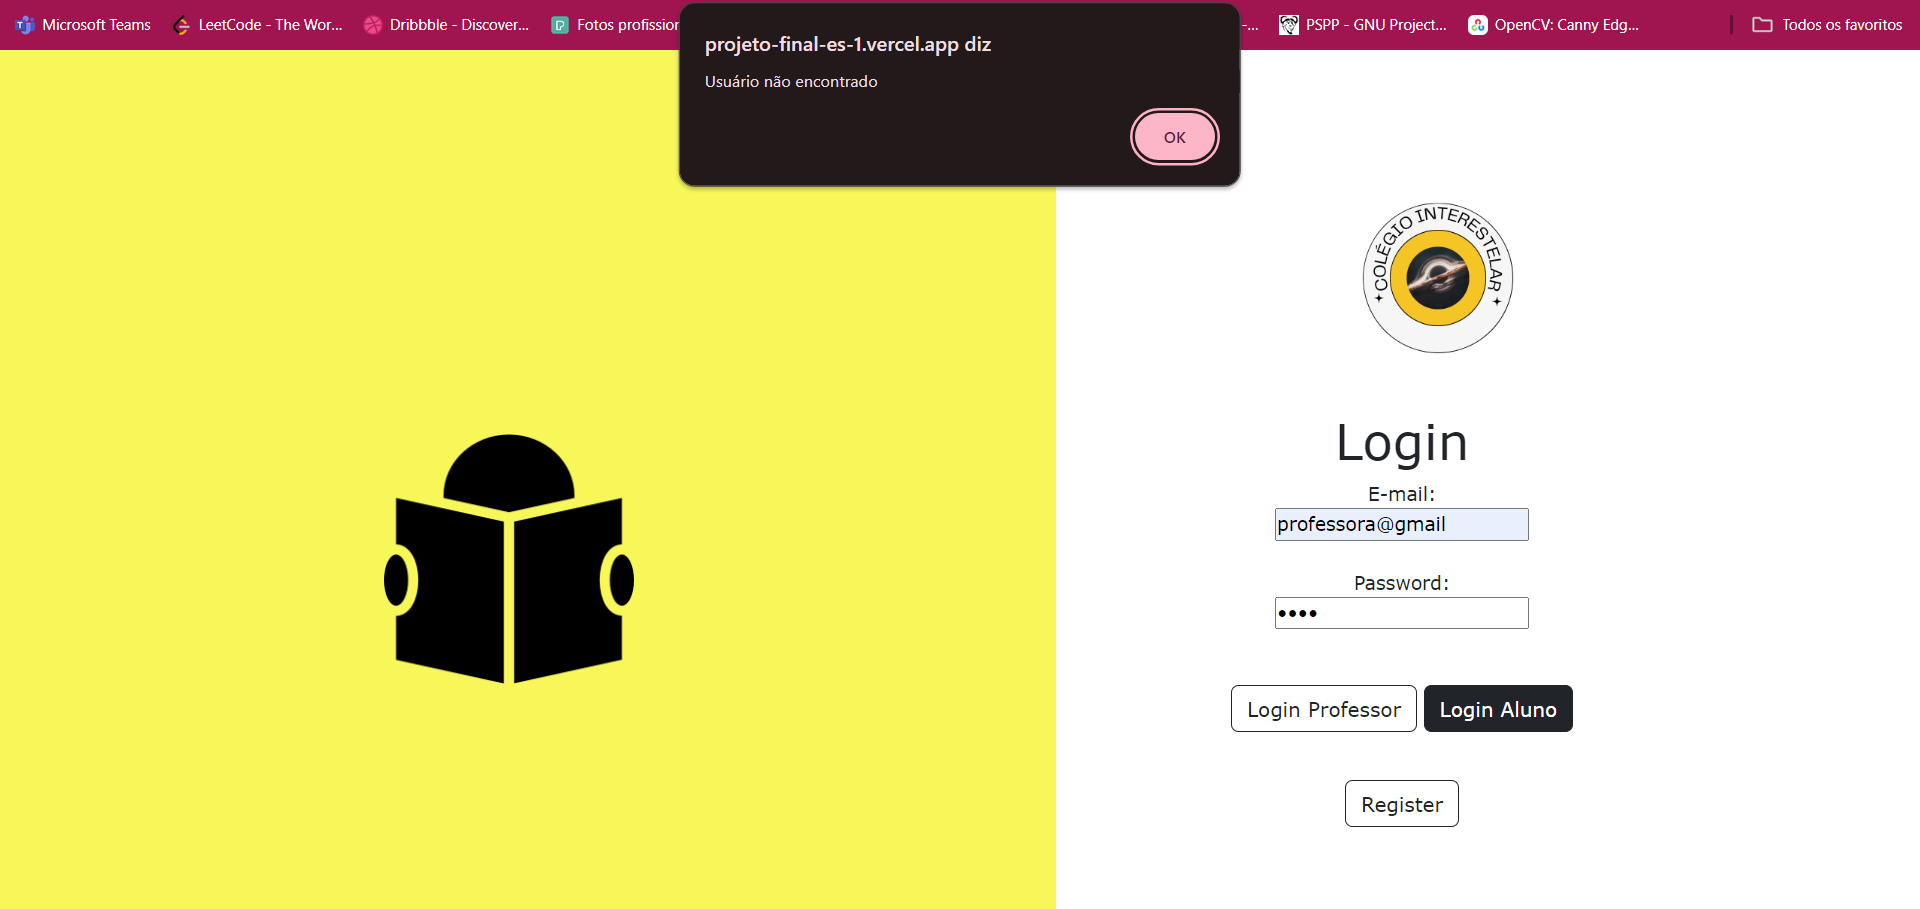 Microsoft Teams
LeetCode - The Wor...
Dribbble - Discover...
Fotos profission
-...
PSPP - GNU Project...
OpenCV: Canny Edg...
Todos os favoritos
projeto-final-es-1.vercel.app diz
Usuário não encontrado
OK
COLÉGIO INTERESTELAR
Login
E-mail:
professora@gmail
Password:
••••
Login Professor
Login Aluno
Register